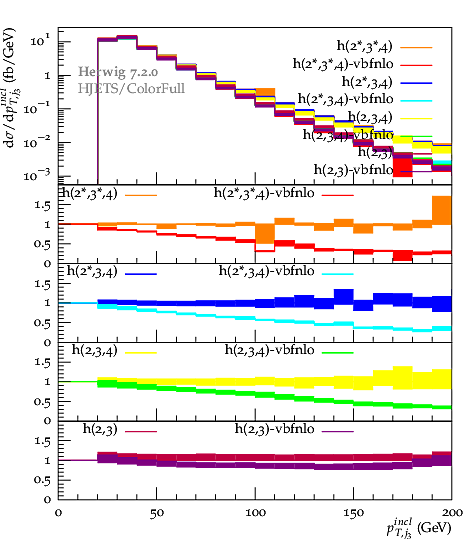 dσ/dp_{T,j₃}^{incl} (fb/GeV)
10¹
1
10⁻¹
10⁻²
10⁻³
Herwig 7.2.0
HJETS/ColorFull
h(2*,3*,4)
h(2*,3*,4)-vbfnlo
h(2*,3,4)
h(2*,3,4)-vbfnlo
h(2,3,4)
h(2,3,4)-vbfnlo
h(2,3)
h(2,3)-vbfnlo
h(2*,3*,4) h(2*,3*,4)-vbfnlo
1.5
1
0.5
0
h(2*,3,4) h(2*,3,4)-vbfnlo
1.5
1
0.5
0
h(2,3,4) h(2,3,4)-vbfnlo
1.5
1
0.5
0
h(2,3) h(2,3)-vbfnlo
1.5
1
0.5
0
0 50 100 150 200
p_{T,j₃}^{incl} (GeV)